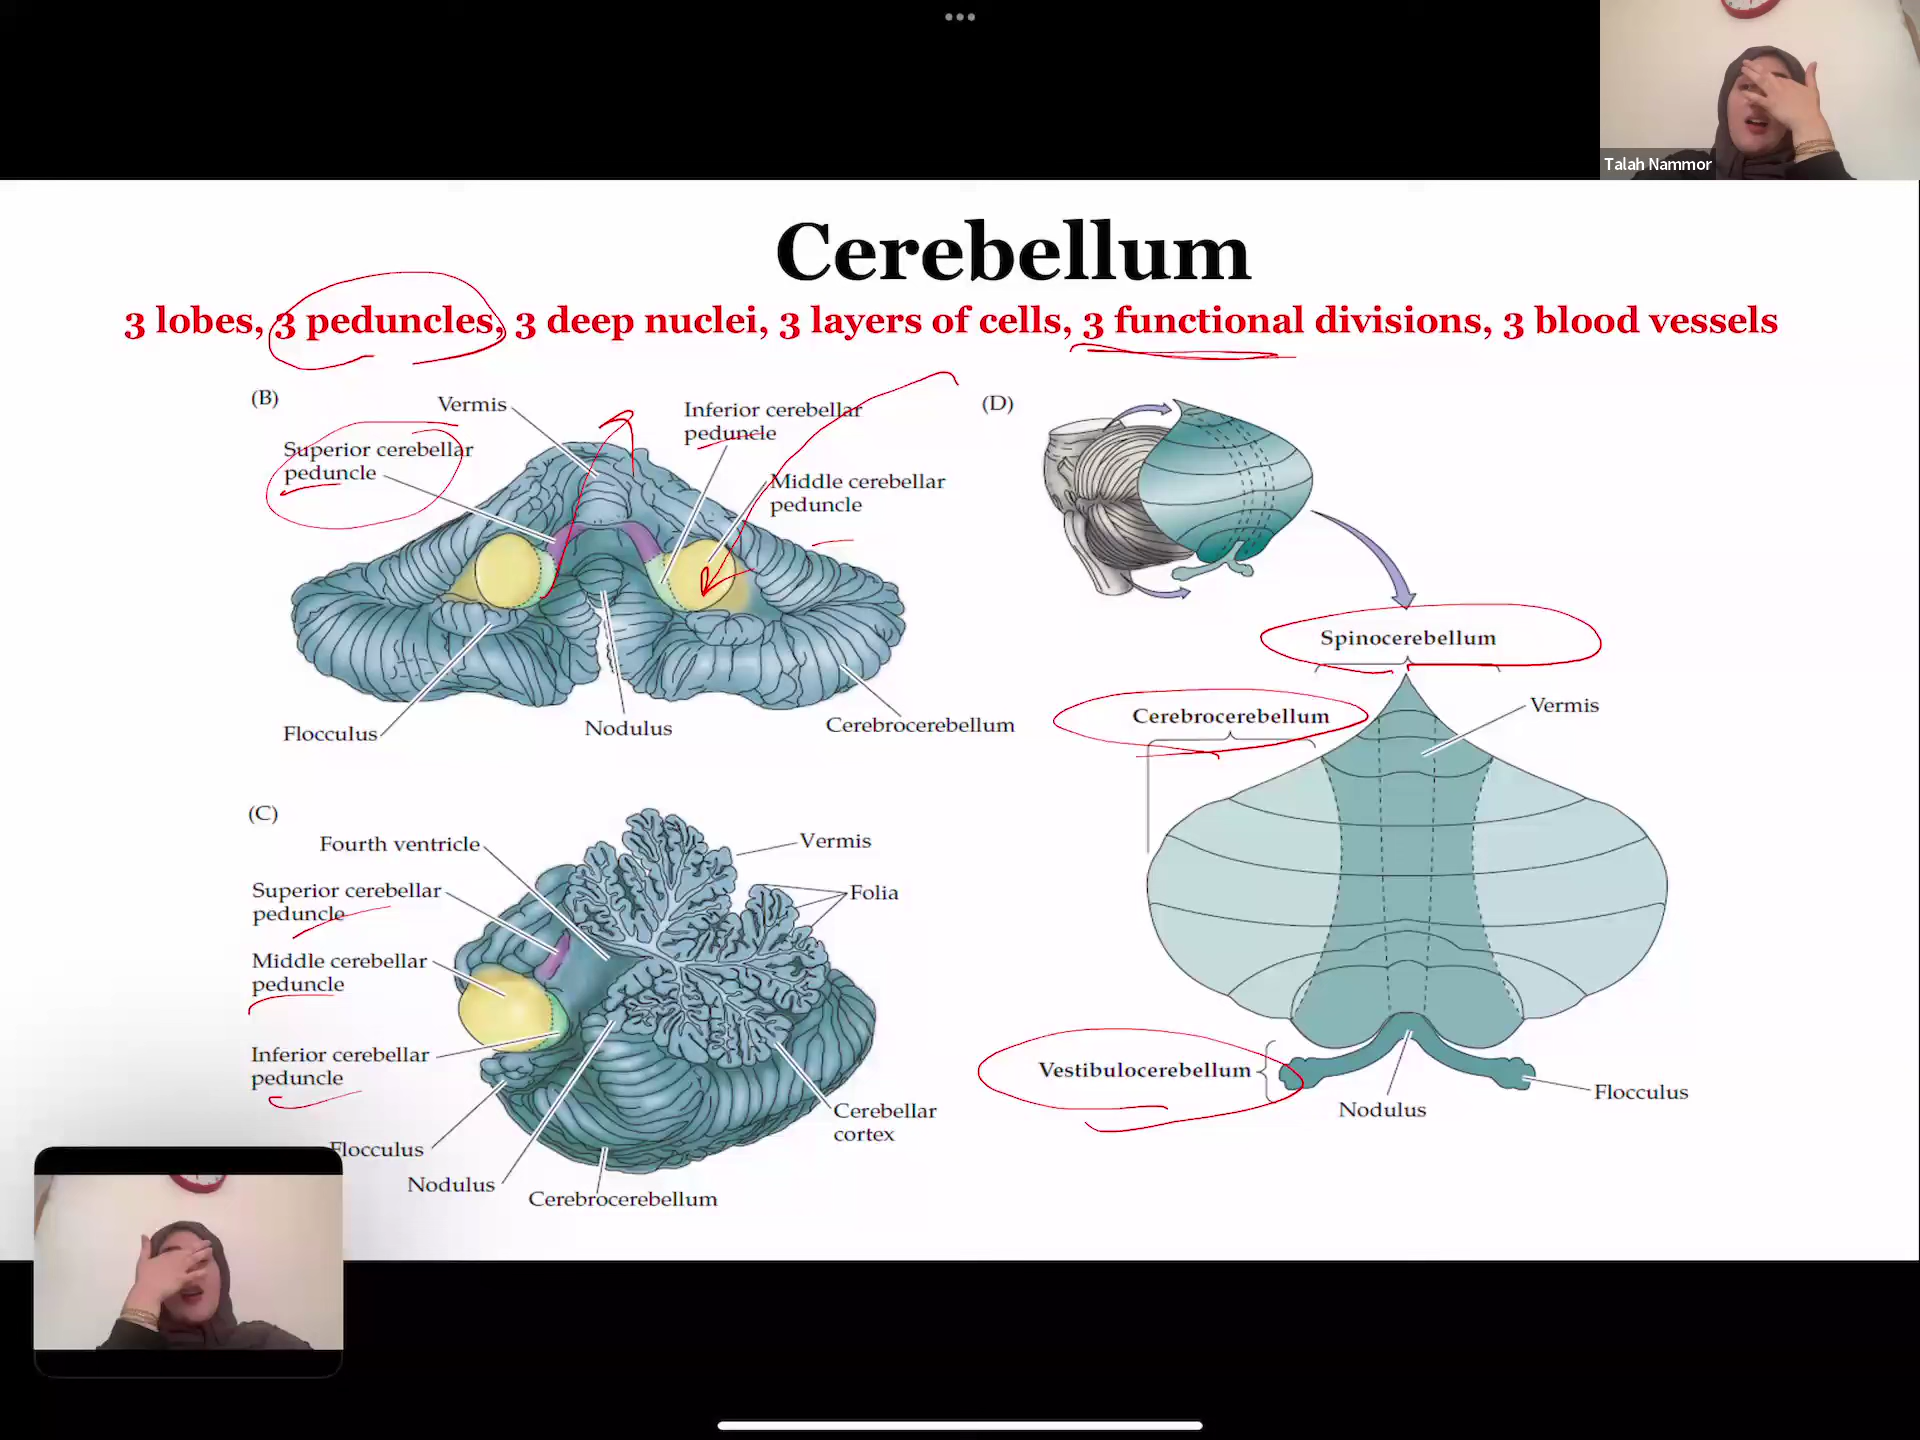 Talah Nammor
Cerebellum
3 lobes, 3 peduncles, 3 deep nuclei, 3 layers of cells, 3 functional divisions, 3 blood vessels
(B)
Vermis
Superior cerebellar
peduncle
Inferior cerebellar
peduncle
Middle cerebellar
peduncle
Flocculus
Nodulus
Cerebrocerebellum
(C)
Fourth ventricle
Vermis
Superior cerebellar
peduncle
Folia
Middle cerebellar
peduncle
Inferior cerebellar
peduncle
Cerebellar
cortex
Flocculus
Nodulus
Cerebrocerebellum
(D)
Spinocerebellum
Cerebrocerebellum
Vermis
Vestibulocerebellum
Nodulus
Flocculus